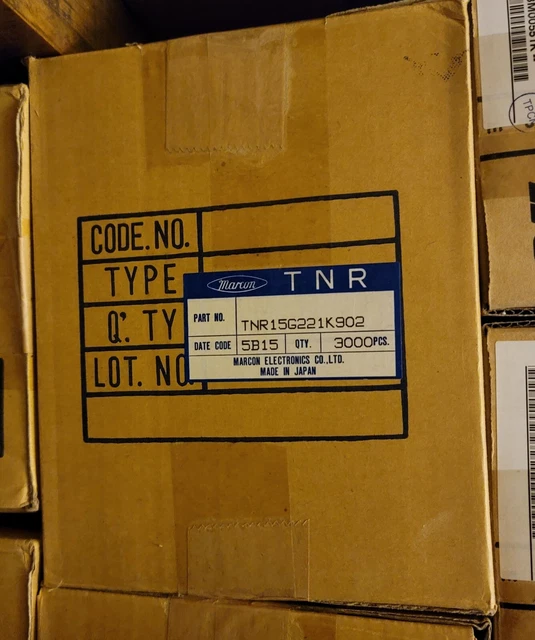 CODE.NO.
TYPE
Q'. TY
LOT. NO.
Marcon TNR
PART NO. TNR15G221K902
DATE CODE 5B15 QTY. 3000PCS.
MARCON ELECTRONICS CO.,LTD.
MADE IN JAPAN